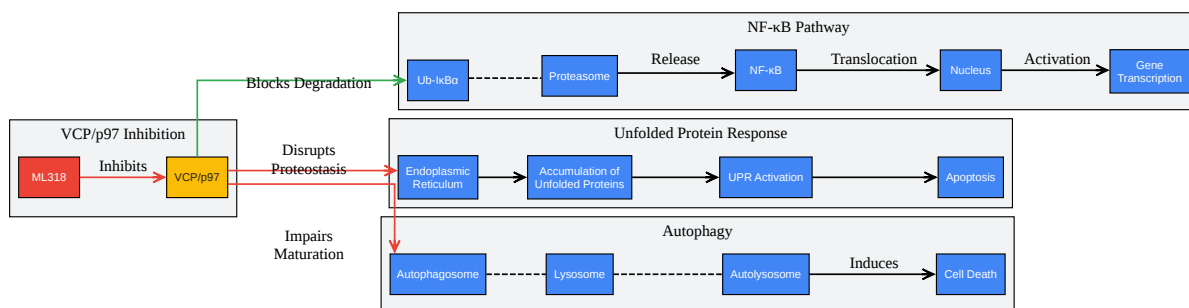 NF-κB Pathway
Ub-IκBα
Proteasome
Release
NF-κB
Translocation
Nucleus
Activation
Gene
Transcription
Blocks Degradation
VCP/p97 Inhibition
ML318
Inhibits
VCP/p97
Disrupts
Proteostasis
Unfolded Protein Response
Endoplasmic
Reticulum
Accumulation of
Unfolded Proteins
UPR Activation
Apoptosis
Impairs
Maturation
Autophagy
Autophagosome
Lysosome
Autolysosome
Induces
Cell Death